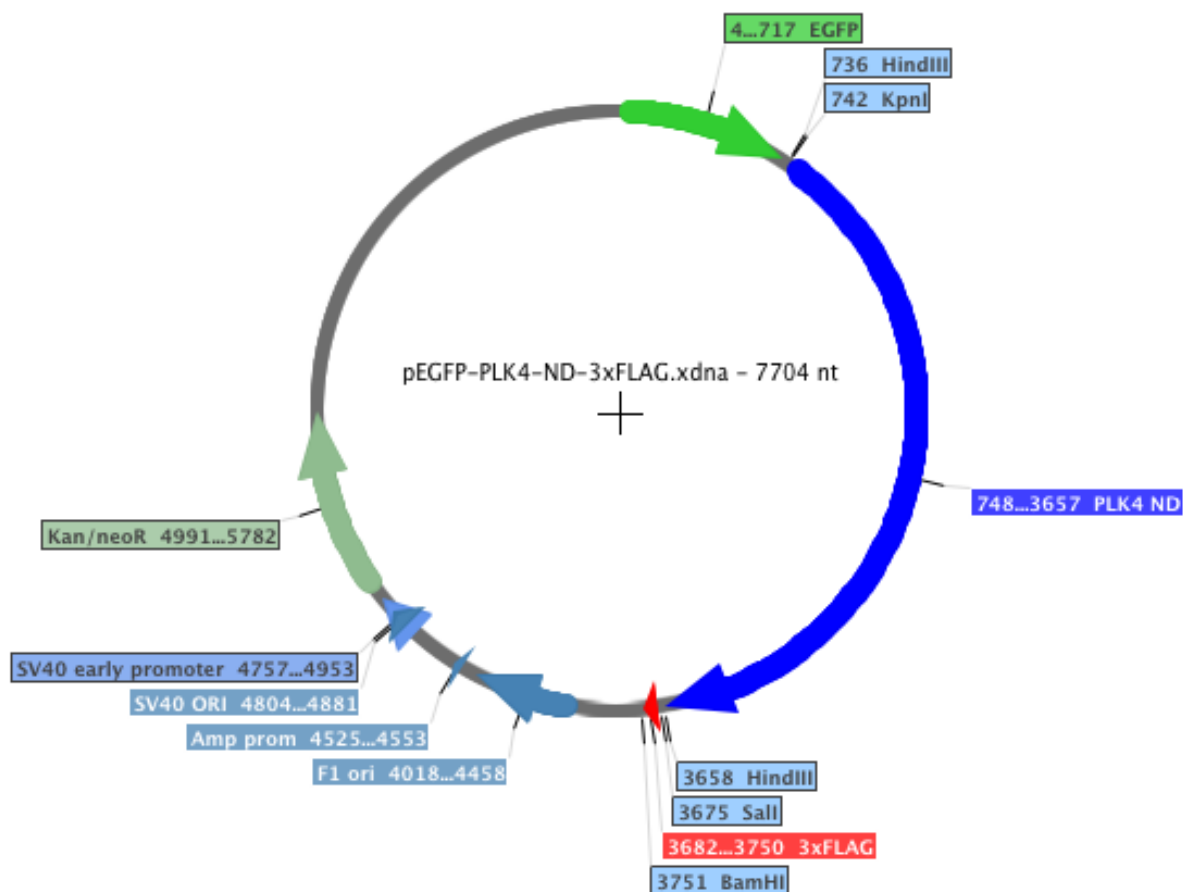 4...717 EGFP
736 HindIII
742 KpnI
pEGFP-PLK4-ND-3xFLAG.xdna - 7704 nt
748...3657 PLK4 ND
Kan/neoR 4991...5782
SV40 early promoter 4757...4953
SV40 ORI 4804...4881
Amp prom 4525...4553
F1 ori 4018...4458
3658 HindIII
3675 SalI
3682...3750 3xFLAG
3751 BamHI